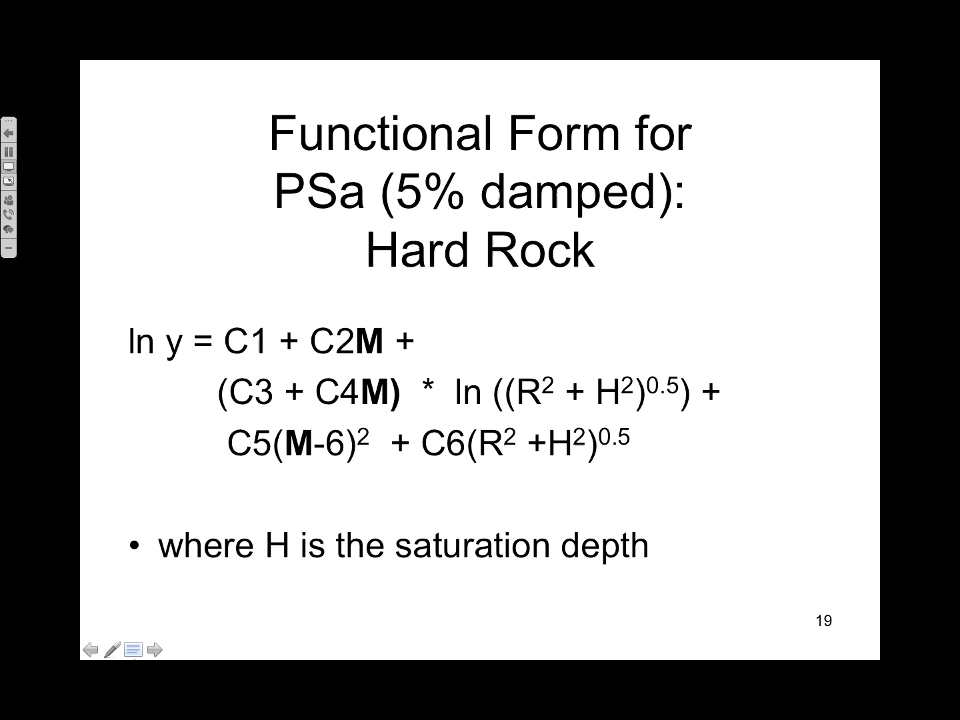 Functional Form for
PSa (5% damped):
Hard Rock
ln y = C1 + C2M +
(C3 + C4M) * ln ((R² + H²)⁰·⁵) +
C5(M-6)² + C6(R² +H²)⁰·⁵
• where H is the saturation depth
19